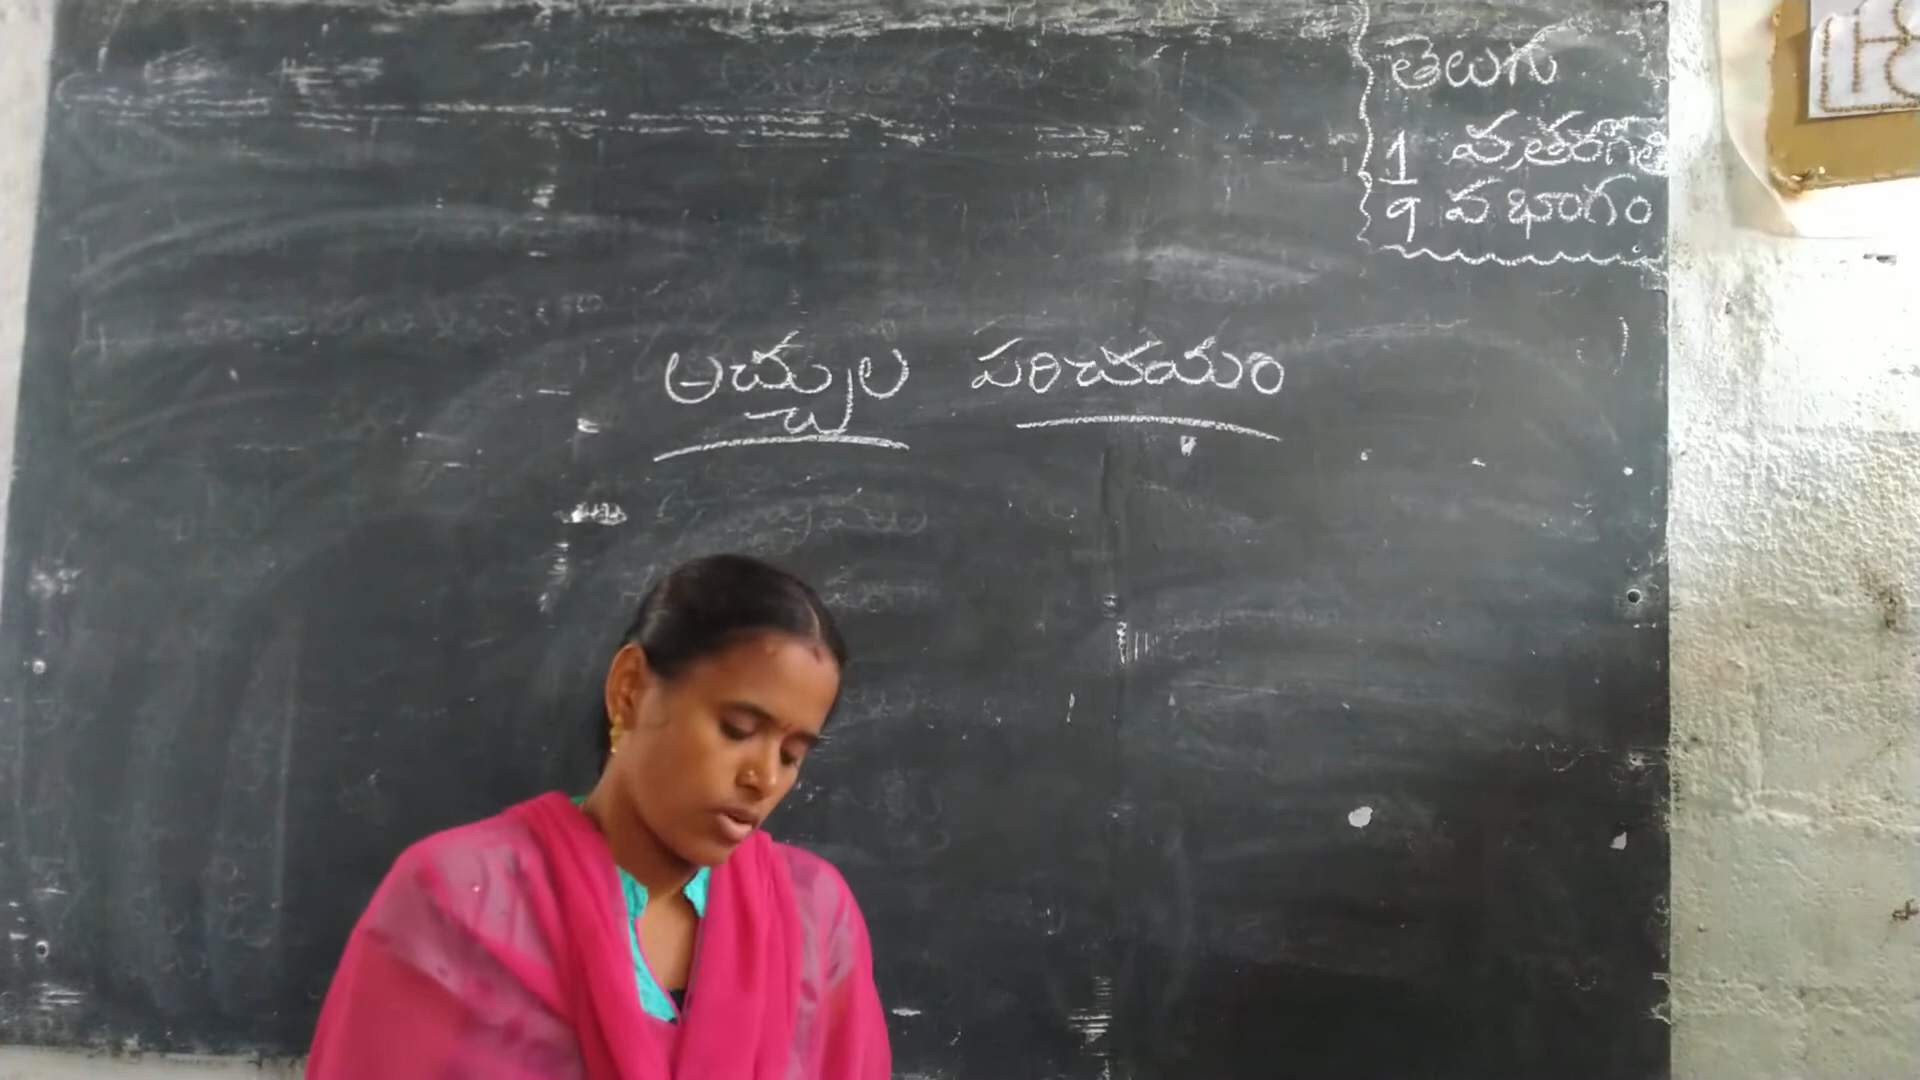 తెలుగు
1 వ తరగతి
9 వ భాగం
అచ్చుల పరిచయం